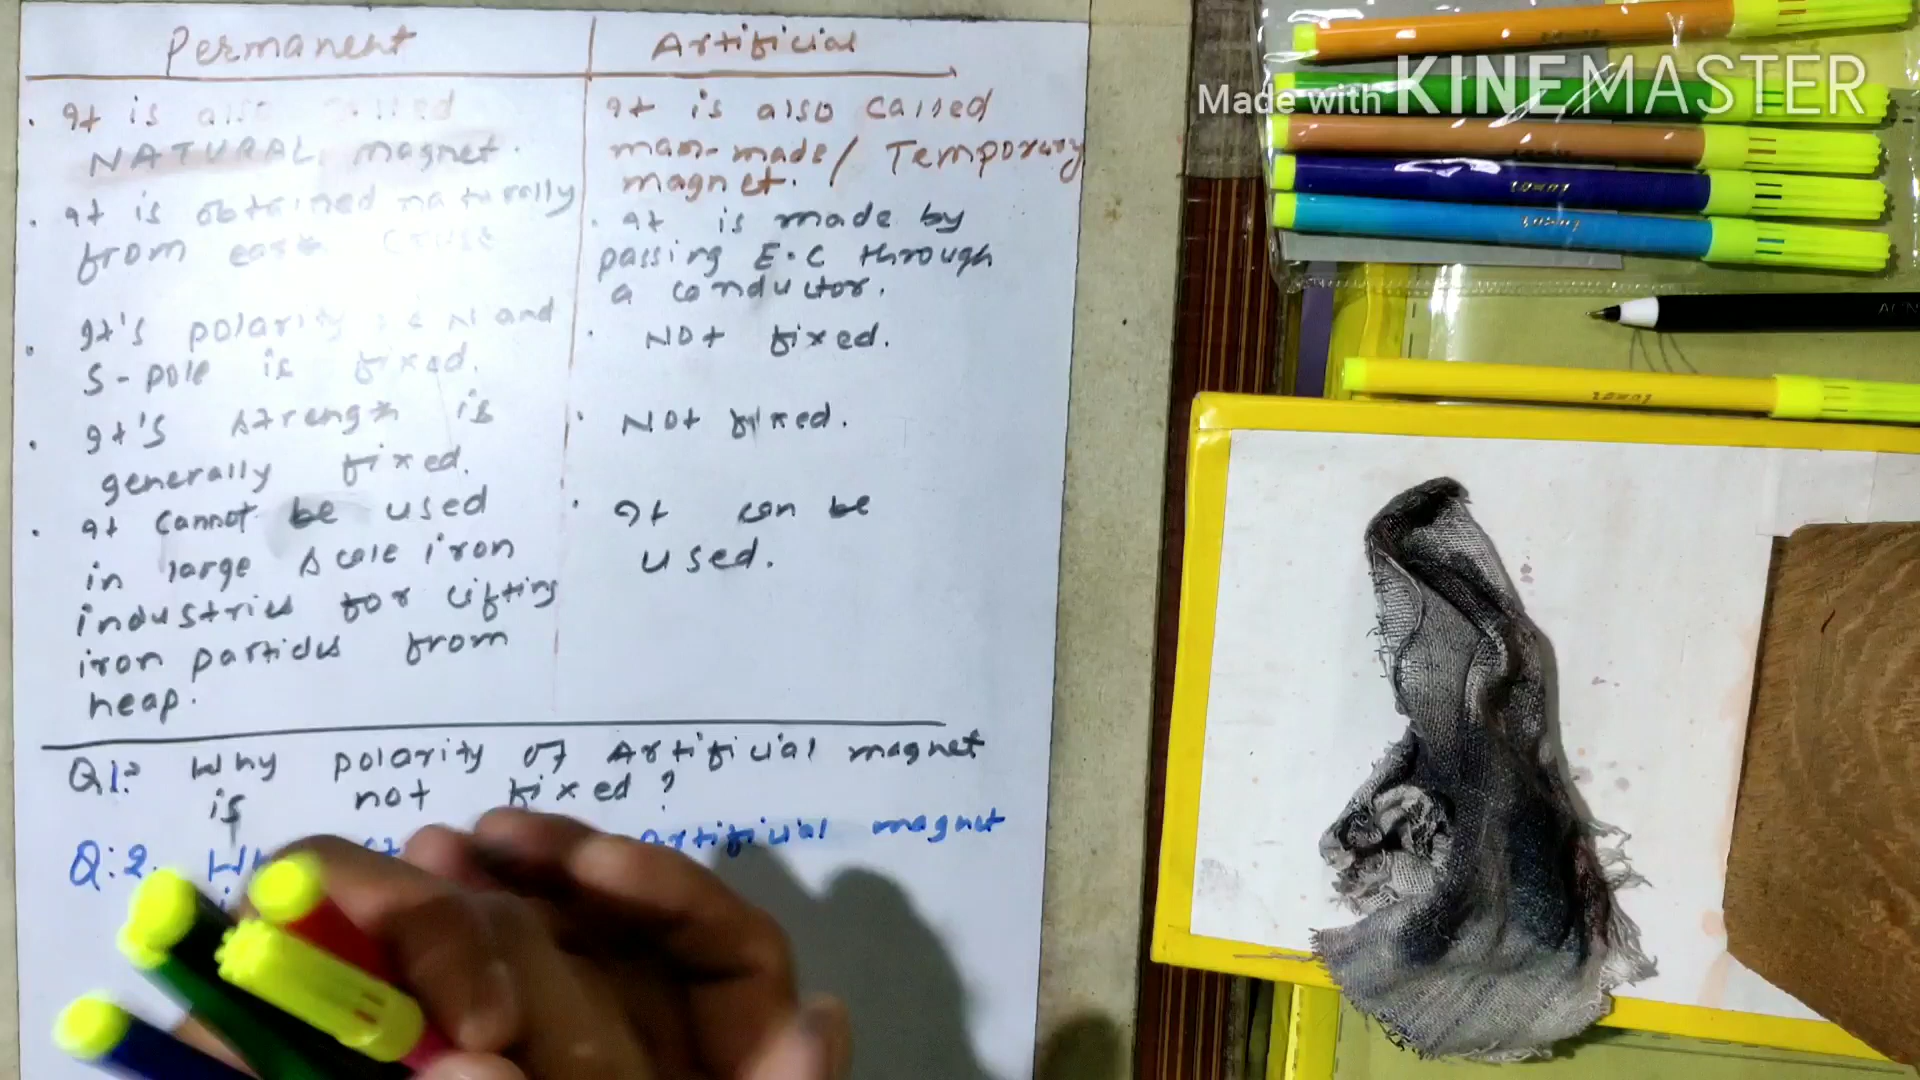 Permanent
Artificial
. It is also called
NATURAL magnet.
. It is obtained naturally
from
. It's polarity N and
S-pole is fixed.
. It's strength is
generally fixed.
. It cannot be used
in large scale iron
industries for lifting
iron particles from
heap.
It is also called
man-made/ Temporary
magnet.
. It is made by
passing E.C through
a conductor.
. Not fixed.
. Not fixed.
. It can be
used.
Q1: Why polarity of Artificial magnet
is not fixed?
Q:2. Artificial magnet
Made with KINEMASTER
Luxor
Luxor
Luxor